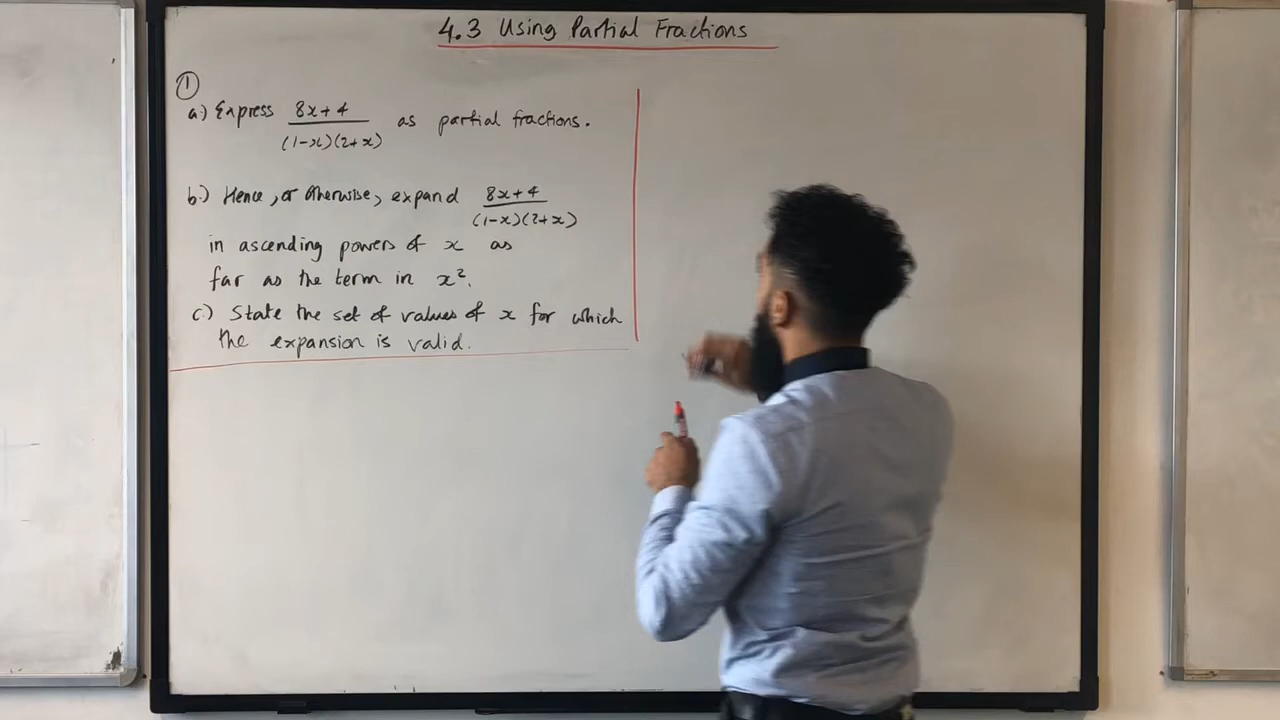 4.3 Using Partial Fractions
①
a.) Express 8x+4/(1-x)(2+x) as partial fractions.
b.) Hence, or otherwise, expand 8x+4/(1-x)(2+x)
in ascending powers of x as
far as the term in x².
c.) State the set of values of x for which
the expansion is valid.